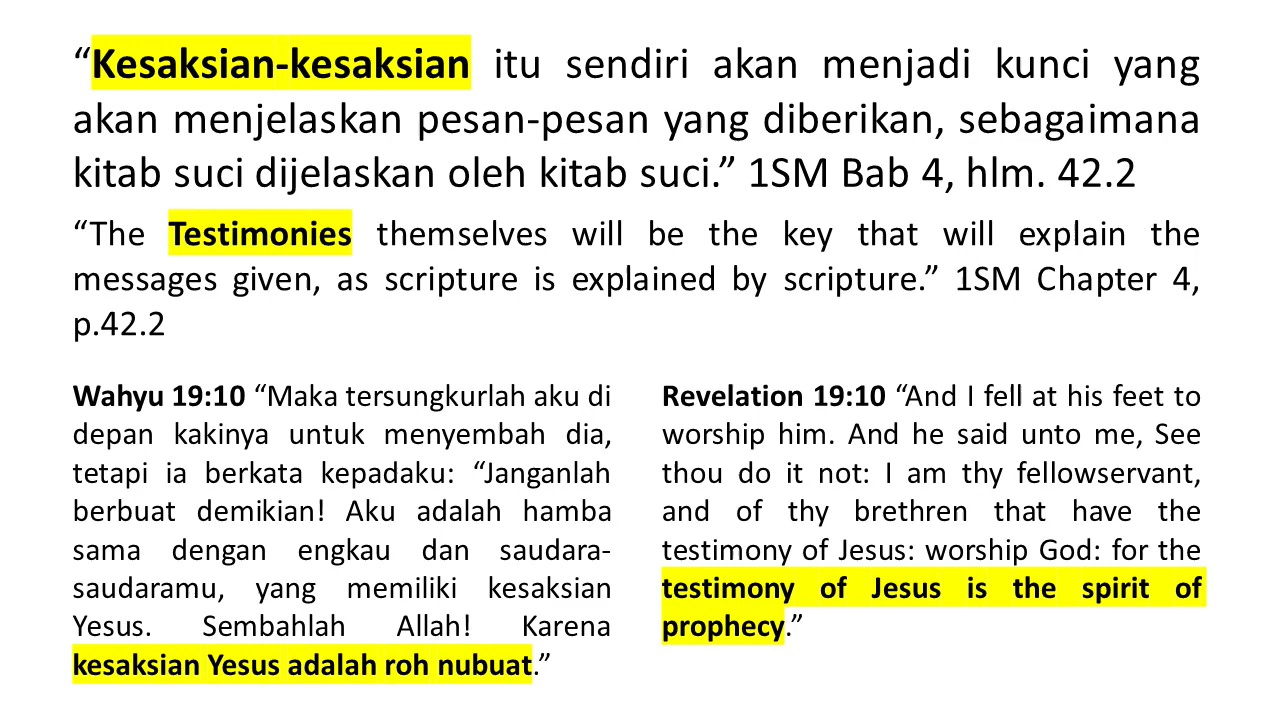 “Kesaksian-kesaksian itu sendiri akan menjadi kunci yang
akan menjelaskan pesan-pesan yang diberikan, sebagaimana
kitab suci dijelaskan oleh kitab suci.” 1SM Bab 4, hlm. 42.2
“The Testimonies themselves will be the key that will explain the
messages given, as scripture is explained by scripture.” 1SM Chapter 4,
p.42.2
Wahyu 19:10 “Maka tersungkurlah aku di
depan kakinya untuk menyembah dia,
tetapi ia berkata kepadaku: “Janganlah
berbuat demikian! Aku adalah hamba
sama dengan engkau dan saudara-
saudaramu, yang memiliki kesaksian
Yesus. Sembahlah Allah! Karena
kesaksian Yesus adalah roh nubuat.”
Revelation 19:10 “And I fell at his feet to
worship him. And he said unto me, See
thou do it not: I am thy fellowservant,
and of thy brethren that have the
testimony of Jesus: worship God: for the
testimony of Jesus is the spirit of
prophecy.”